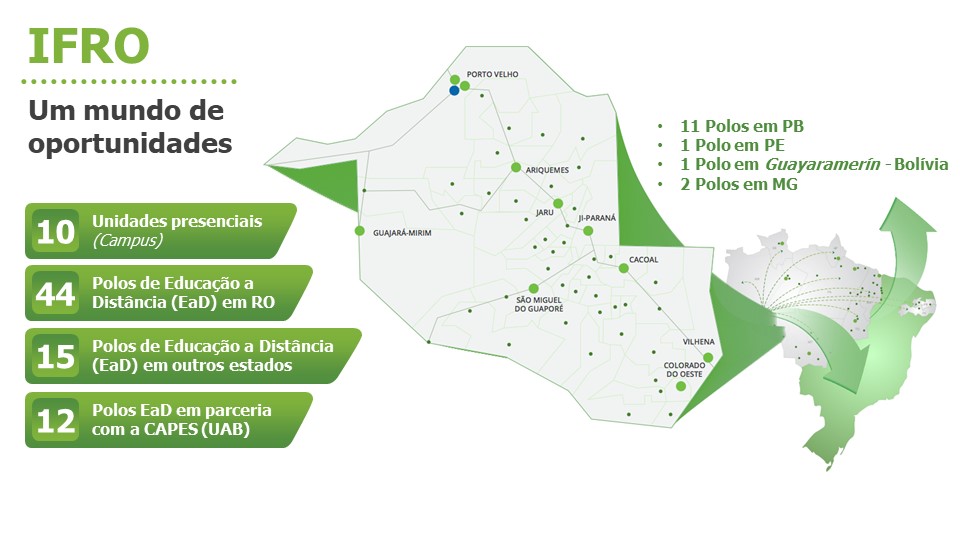 IFRO
Um mundo de
oportunidades
10
Unidades presenciais
(Campus)
44
Polos de Educação a
Distância (EaD) em RO
15
Polos de Educação a Distância
(EaD) em outros estados
12
Polos EaD em parceria
com a CAPES (UAB)
PORTO VELHO
ARIQUEMES
JARU
JI-PARANÁ
GUAJARÁ-MIRIM
CACOAL
SÃO MIGUEL
DO GUAPORÉ
VILHENA
COLORADO
DO OESTE
• 11 Polos em PB
• 1 Polo em PE
• 1 Polo em Guayaramerín - Bolívia
• 2 Polos em MG